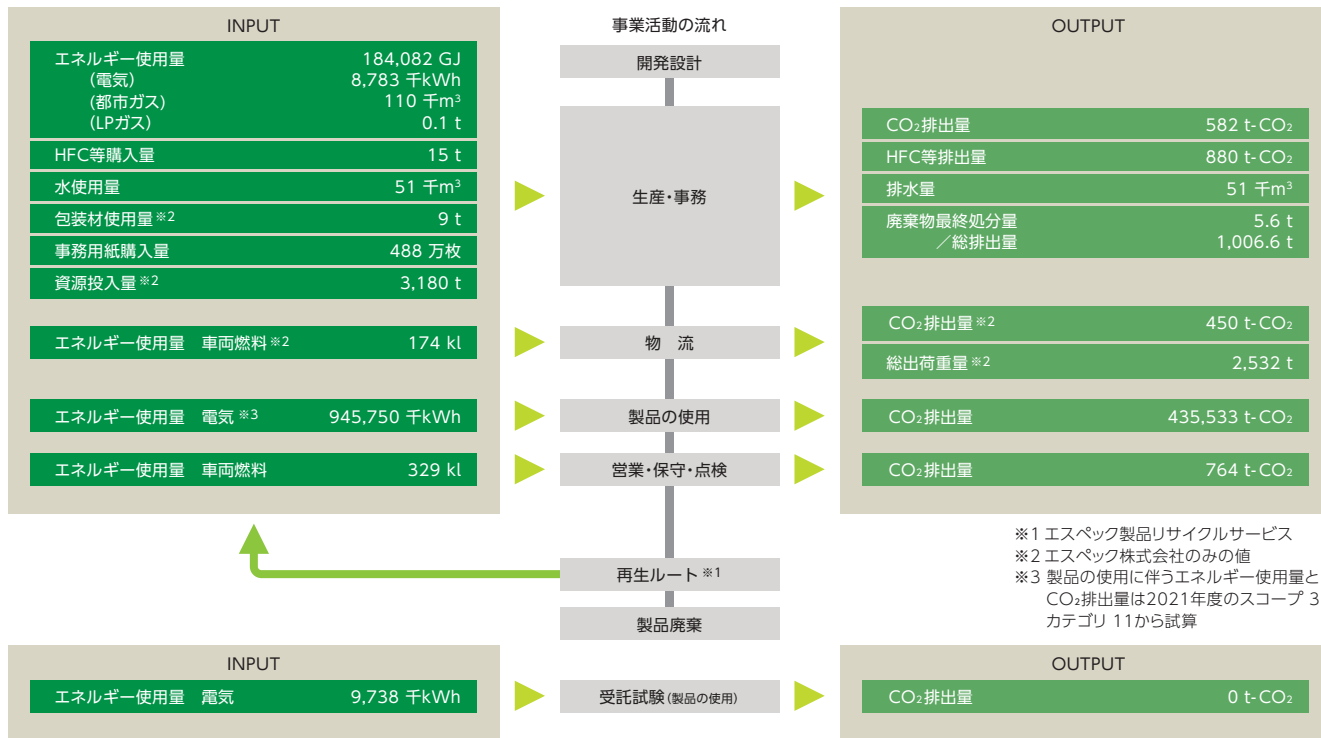 INPUT
エネルギー使用量 184,082 GJ
(電気) 8,783 千kWh
(都市ガス) 110 千m³
(LPガス) 0.1 t
HFC等購入量 15 t
水使用量 51 千m³
包装材使用量※2 9 t
事務用紙購入量 488 万枚
資源投入量※2 3,180 t
エネルギー使用量 車両燃料※2 174 kl
エネルギー使用量 電気※3 945,750 千kWh
エネルギー使用量 車両燃料 329 kl
事業活動の流れ
開発設計
生産・事務
物 流
製品の使用
営業・保守・点検
再生ルート※1
製品廃棄
OUTPUT
CO₂排出量 582 t-CO₂
HFC等排出量 880 t-CO₂
排水量 51 千m³
廃棄物最終処分量 5.6 t
／総排出量 1,006.6 t
CO₂排出量※2 450 t-CO₂
総出荷重量※2 2,532 t
CO₂排出量 435,533 t-CO₂
CO₂排出量 764 t-CO₂
※1 エスペック製品リサイクルサービス
※2 エスペック株式会社のみの値
※3 製品の使用に伴うエネルギー使用量と
CO₂排出量は2021年度のスコープ 3
カテゴリ 11から試算
INPUT
エネルギー使用量 電気 9,738 千kWh
受託試験(製品の使用)
OUTPUT
CO₂排出量 0 t-CO₂